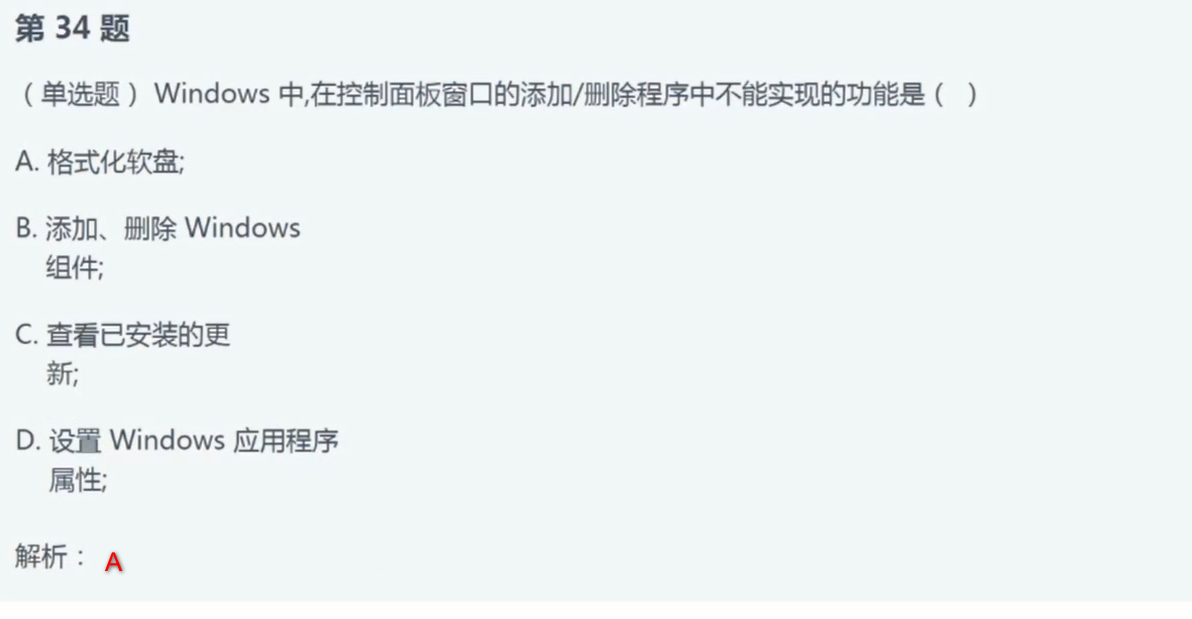 第 34 题
（ 单选题 ） Windows 中,在控制面板窗口的添加/删除程序中不能实现的功能是 (   )
A. 格式化软盘;
B. 添加、删除 Windows
组件;
C. 查看已安装的更
新;
D. 设置 Windows 应用程序
属性;
解析： A